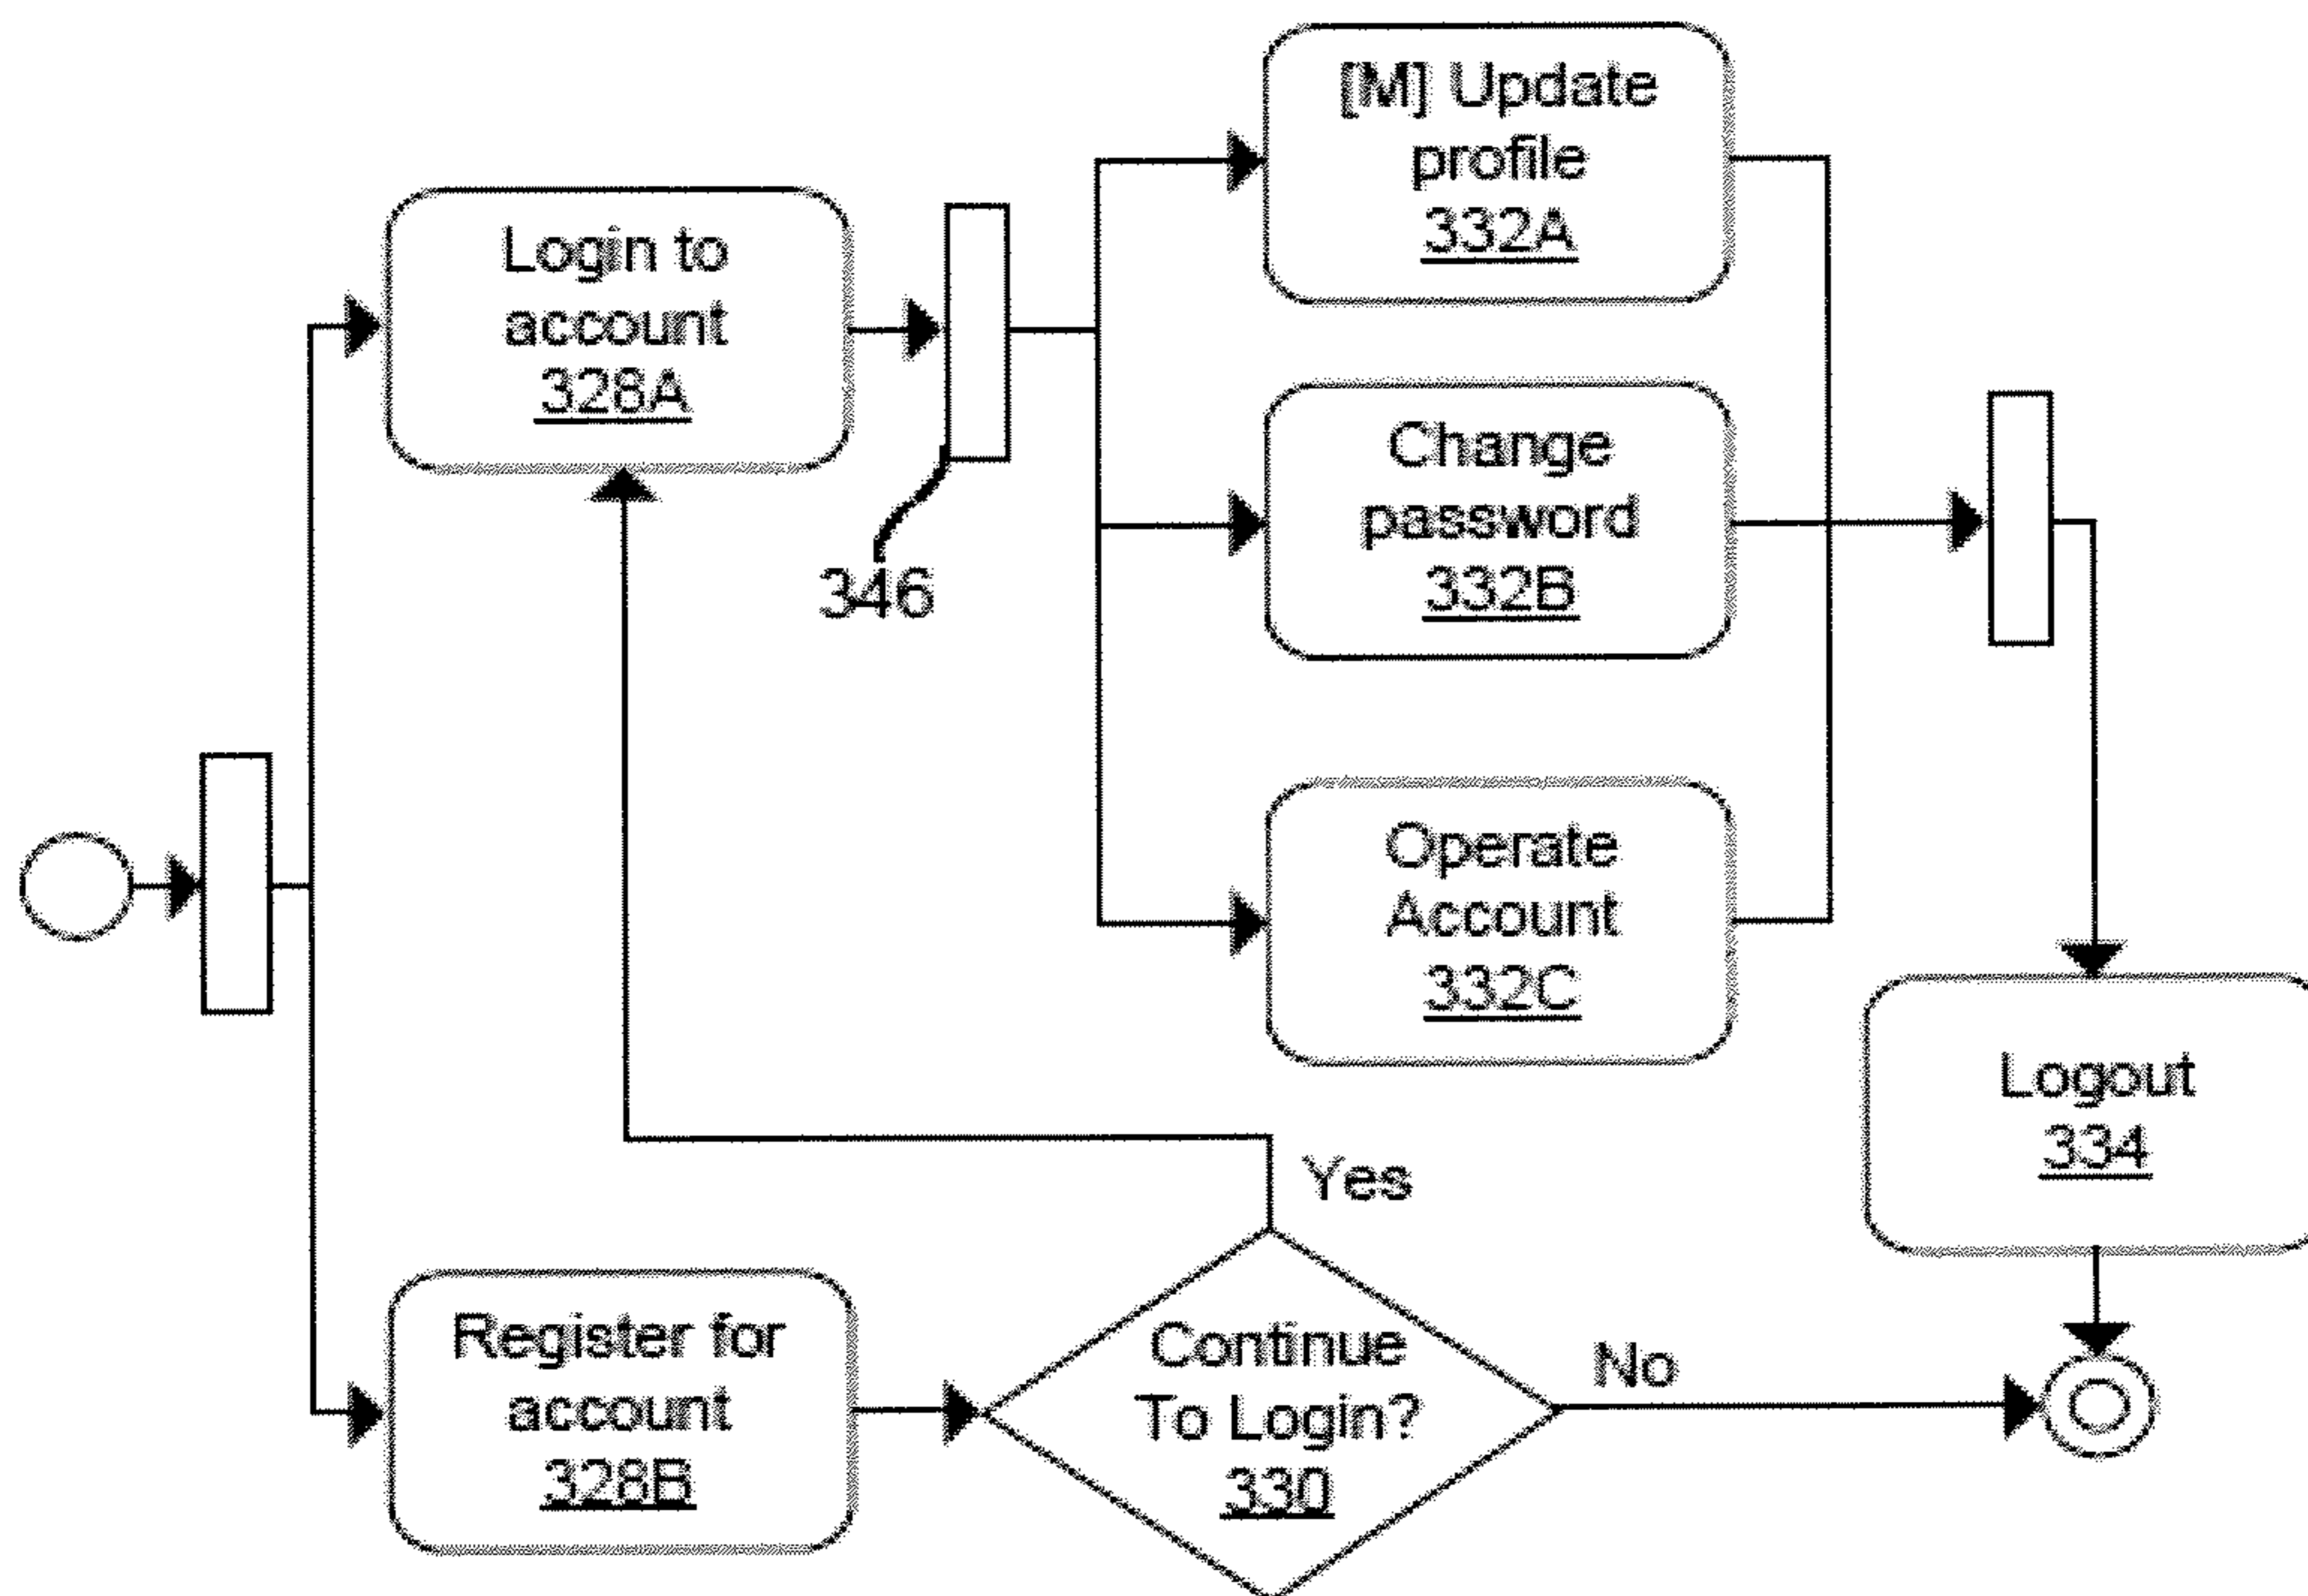 [M] Update
profile
332A
Login to
account
328A
346
Change
password
332B
Operate
Account
332C
Logout
334
Yes
Register for
account
328B
Continue
To Login?
330
No